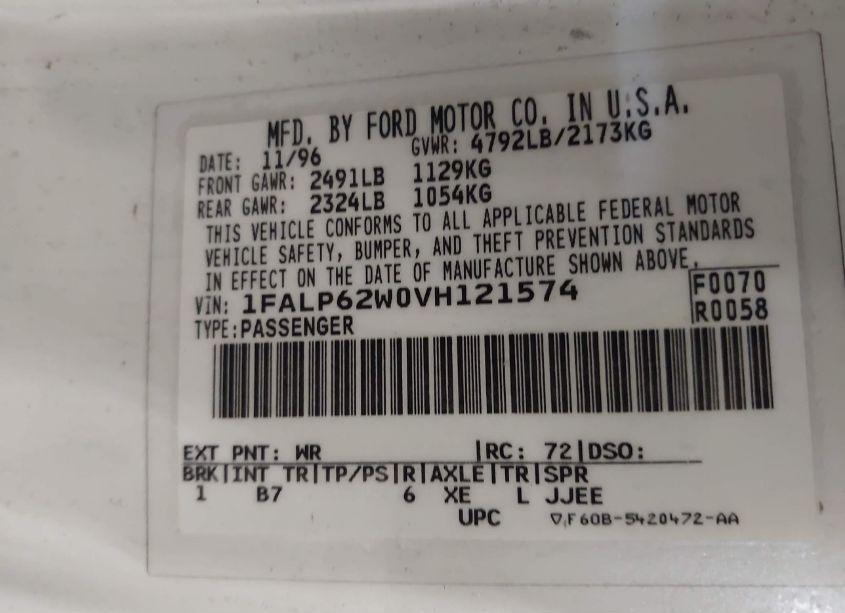 MFD. BY FORD MOTOR CO. IN U.S.A.
DATE: 11/96 GVWR: 4792LB/2173KG
FRONT GAWR: 2491LB 1129KG
REAR GAWR: 2324LB 1054KG
THIS VEHICLE CONFORMS TO ALL APPLICABLE FEDERAL MOTOR
VEHICLE SAFETY, BUMPER, AND THEFT PREVENTION STANDARDS
IN EFFECT ON THE DATE OF MANUFACTURE SHOWN ABOVE.
VIN: 1FALP62W0VH121574 F0070
TYPE:PASSENGER R0058
EXT PNT: WR |RC: 72|DSO:
BRK|INT TR|TP/PS|R|AXLE|TR|SPR
1 B7 6 XE L JJEE
UPC ▽F60B-5420472-AA